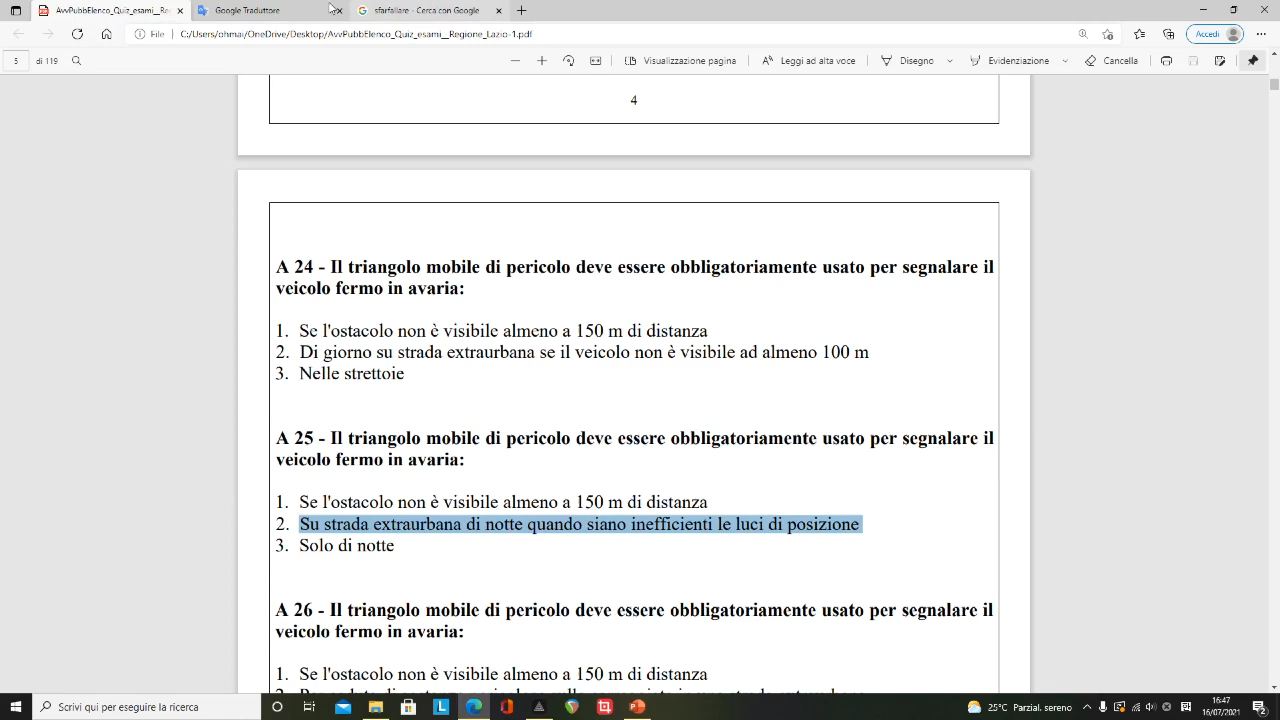 AvvPubbElenco_Quiz_esami__Re
Google Traduttore
sfarfallare - Cerca con Google
File
C:/Users/ohmai/OneDrive/Desktop/AvvPubbElenco_Quiz_esami__Regione_Lazio-1.pdf
Accedi
5 di 119
Visualizzazione pagina
Leggi ad alta voce
Disegno
Evidenziazione
Cancella
4
A 24 - Il triangolo mobile di pericolo deve essere obbligatoriamente usato per segnalare il
veicolo fermo in avaria:
1. Se l'ostacolo non è visibile almeno a 150 m di distanza
2. Di giorno su strada extraurbana se il veicolo non è visibile ad almeno 100 m
3. Nelle strettoie
A 25 - Il triangolo mobile di pericolo deve essere obbligatoriamente usato per segnalare il
veicolo fermo in avaria:
1. Se l'ostacolo non è visibile almeno a 150 m di distanza
2. Su strada extraurbana di notte quando siano inefficienti le luci di posizione
3. Solo di notte
A 26 - Il triangolo mobile di pericolo deve essere obbligatoriamente usato per segnalare il
veicolo fermo in avaria:
1. Se l'ostacolo non è visibile almeno a 150 m di distanza
Scrivi qui per eseguire la ricerca
25°C Parzial. sereno
16:47
16/07/2021